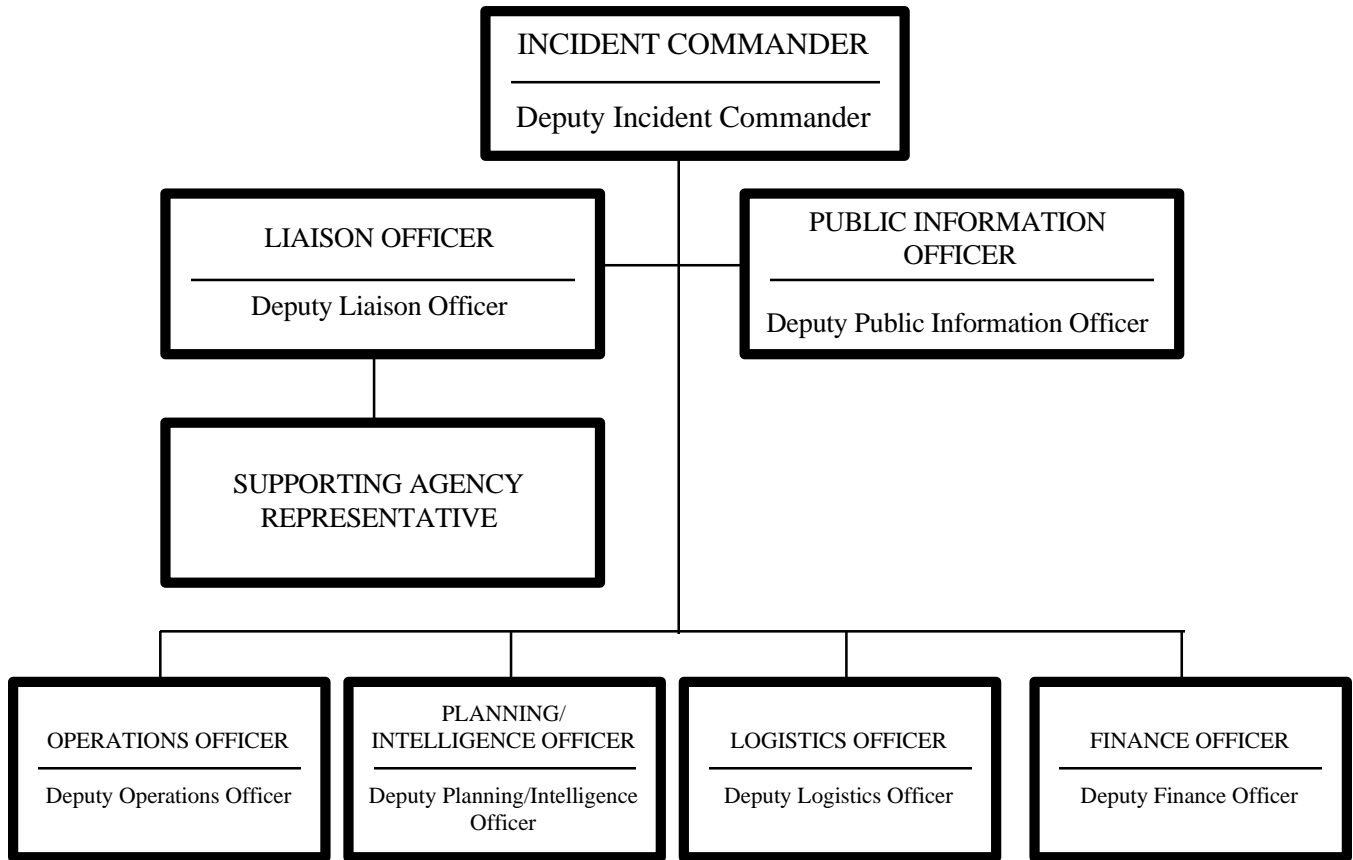 INCIDENT COMMANDER
Deputy Incident Commander
LIAISON OFFICER
Deputy Liaison Officer
PUBLIC INFORMATION
OFFICER
Deputy Public Information Officer
SUPPORTING AGENCY
REPRESENTATIVE
OPERATIONS OFFICER
Deputy Operations Officer
PLANNING/
INTELLIGENCE OFFICER
Deputy Planning/Intelligence
Officer
LOGISTICS OFFICER
Deputy Logistics Officer
FINANCE OFFICER
Deputy Finance Officer